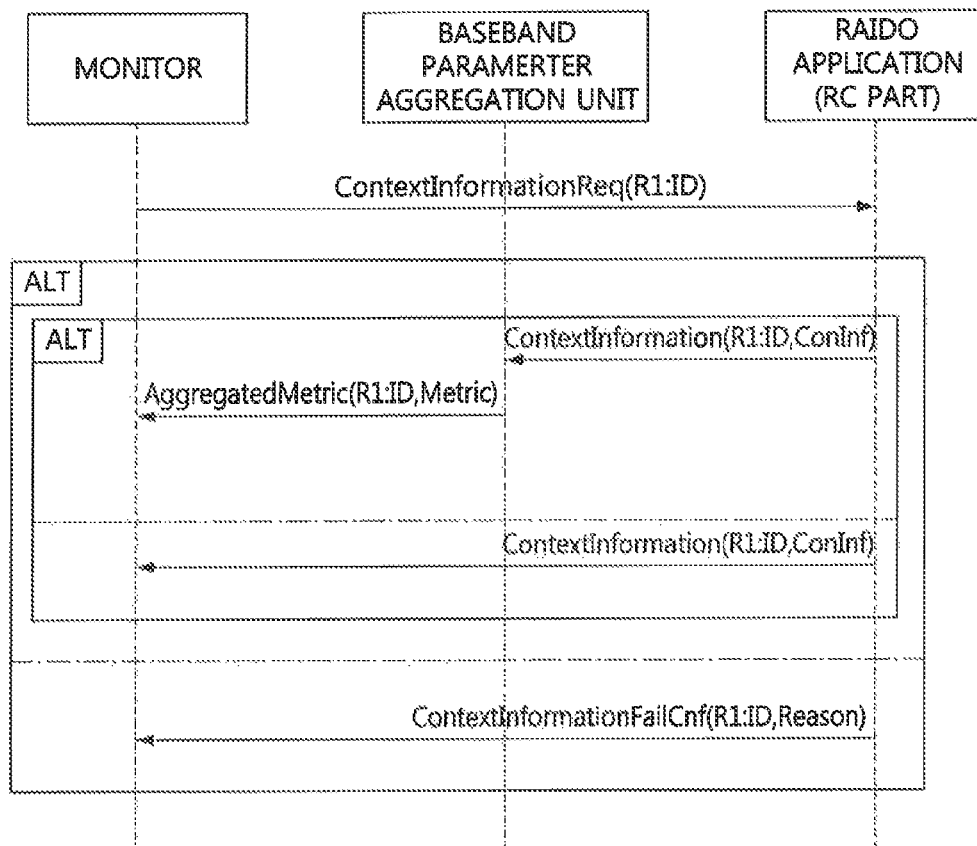 MONITOR
BASEBAND
PARAMERTER
AGGREGATION UNIT
RAIDO
APPLICATION
(RC PART)
ContextInformationReq(R1:ID)
ALT
ALT
ContextInformation(R1:ID,ConInf)
AggregatedMetric(R1:ID,Metric)
ContextInformation(R1:ID,ConInf)
ContextInformationFailCnf(R1:ID,Reason)